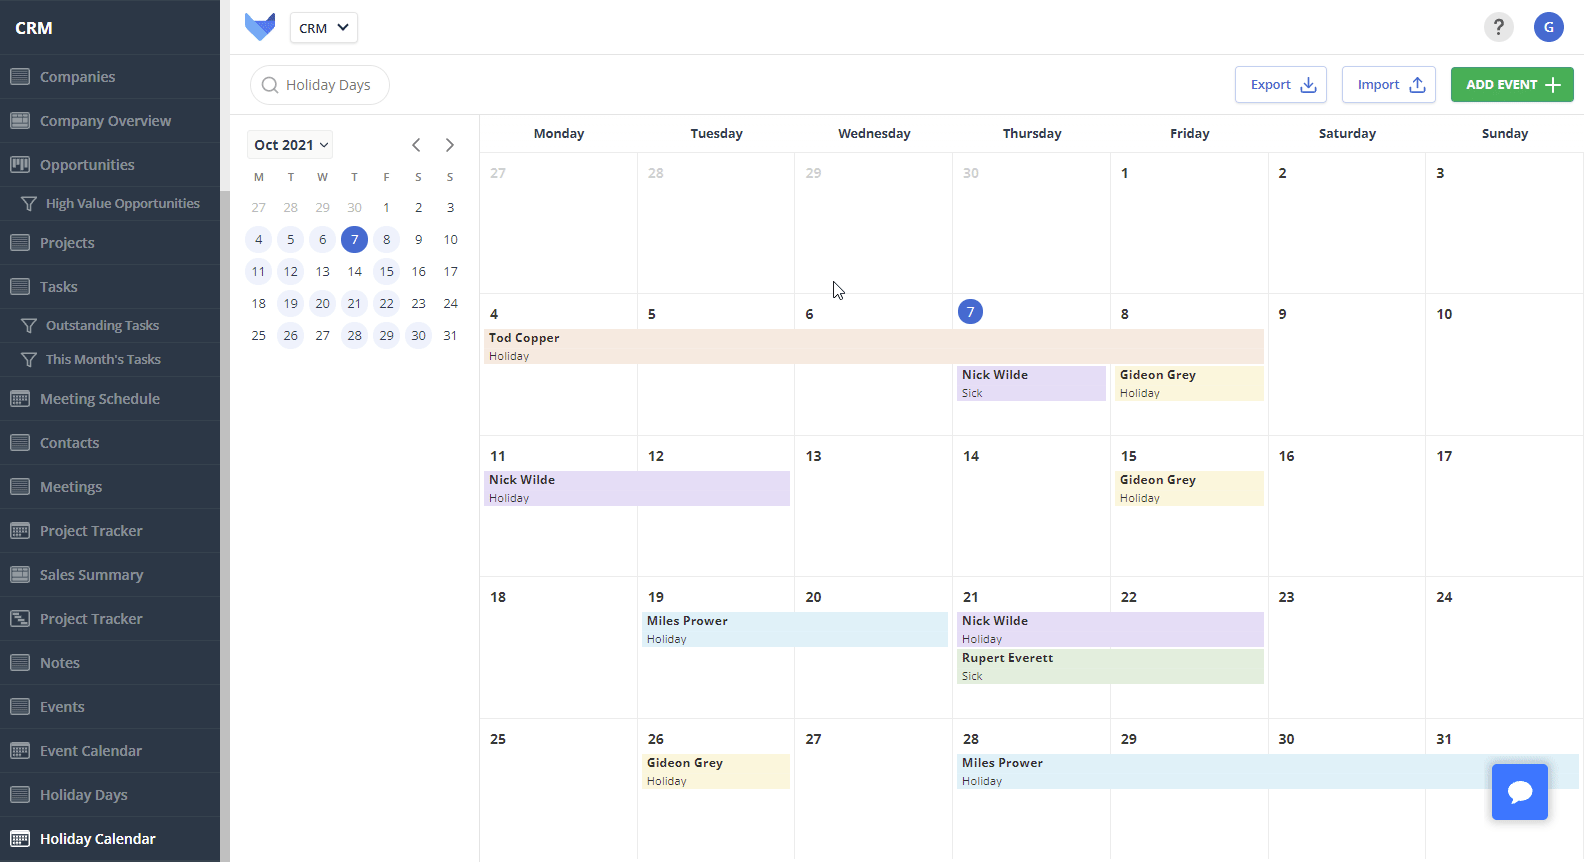 CRM
Companies
Company Overview
Opportunities
High Value Opportunities
Projects
Tasks
Outstanding Tasks
This Month's Tasks
Meeting Schedule
Contacts
Meetings
Project Tracker
Sales Summary
Project Tracker
Notes
Events
Event Calendar
Holiday Days
Holiday Calendar
CRM
? G
Holiday Days
Export Import ADD EVENT
Oct 2021
M T W T F S S
27 28 29 30 1 2 3
4 5 6 7 8 9 10
11 12 13 14 15 16 17
18 19 20 21 22 23 24
25 26 27 28 29 30 31
Monday Tuesday Wednesday Thursday Friday Saturday Sunday
27 28 29 30 1 2 3
4 5 6 7 8 9 10
Tod Copper
Holiday
Nick Wilde Gideon Grey
Sick Holiday
11 12 13 14 15 16 17
Nick Wilde Gideon Grey
Holiday Holiday
18 19 20 21 22 23 24
Miles Prower Nick Wilde
Holiday Holiday
Rupert Everett
Sick
25 26 27 28 29 30 31
Gideon Grey Miles Prower
Holiday Holiday